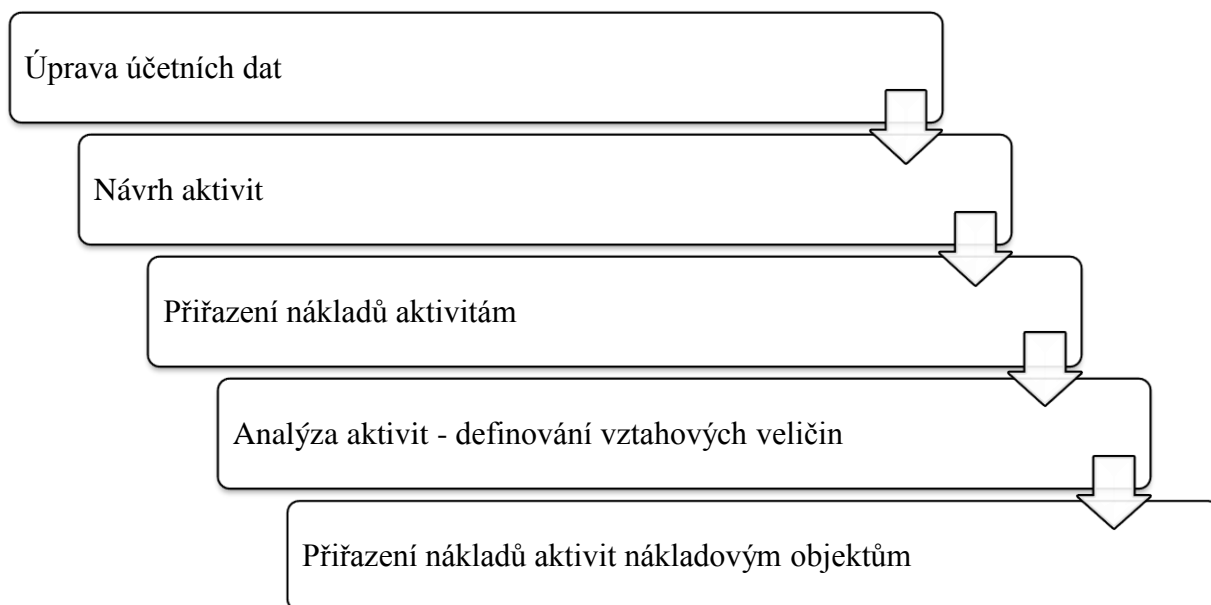 Úprava účetních dat
Návrh aktivit
Přiřazení nákladů aktivitám
Analýza aktivit - definování vztahových veličin
Přiřazení nákladů aktivit nákladovým objektům